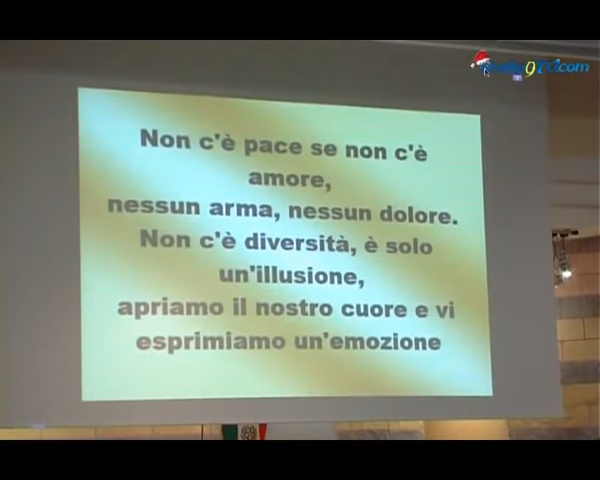 Non c'è pace se non c'è
amore,
nessun arma, nessun dolore.
Non c'è diversità, è solo
un'illusione,
apriamo il nostro cuore e vi
esprimiamo un'emozione